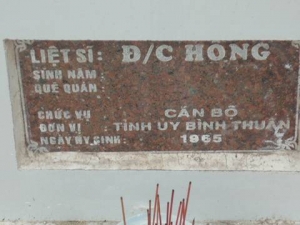 LIỆT SĨ : Đ/C HỒNG
SINH NĂM :
QUÊ QUÁN :
CHỨC VỤ CÁN BỘ
ĐƠN VỊ : TỈNH ỦY BÌNH THUẬN
NGÀY HY SINH : 1965